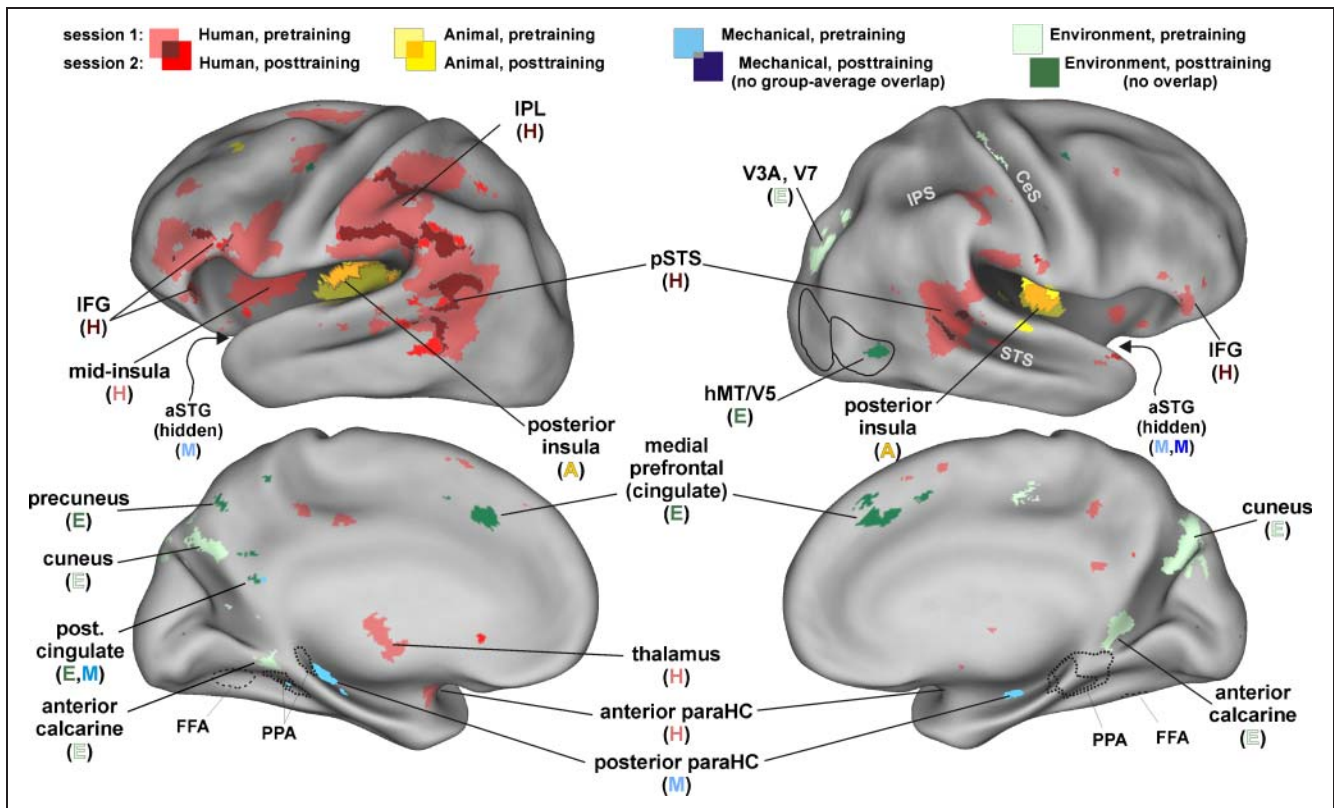 session 1:
Human, pretraining
Animal, pretraining
Mechanical, pretraining
Environment, pretraining
session 2:
Human, posttraining
Animal, posttraining
Mechanical, posttraining
(no group-average overlap)
Environment, posttraining
(no overlap)
IPL
(H)
V3A, V7
(E)
IPS
CeS
pSTS
(H)
IFG
(H)
mid-insula
(H)
aSTG
(hidden)
(M)
posterior
insula
(A)
hMT/V5
(E)
STS
posterior
insula
(A)
IFG
(H)
aSTG
(hidden)
(M,M)
medial
prefrontal
(cingulate)
(E)
precuneus
(E)
cuneus
(E)
post.
cingulate
(E,M)
anterior
calcarine
(E)
FFA
PPA
thalamus
(H)
anterior paraHC
(H)
posterior paraHC
(M)
cuneus
(E)
anterior
calcarine
(E)
PPA
FFA